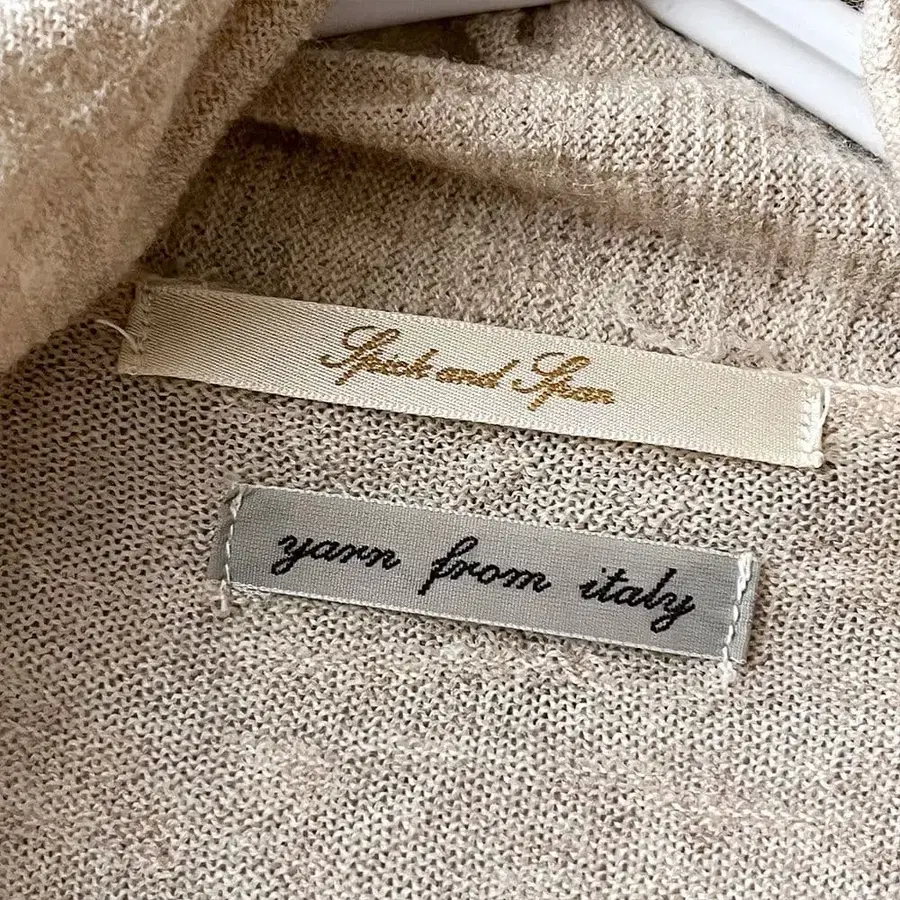 Spick and Span
yarn from italy